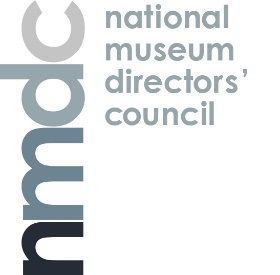 nmdc
national
museum
directors’
council